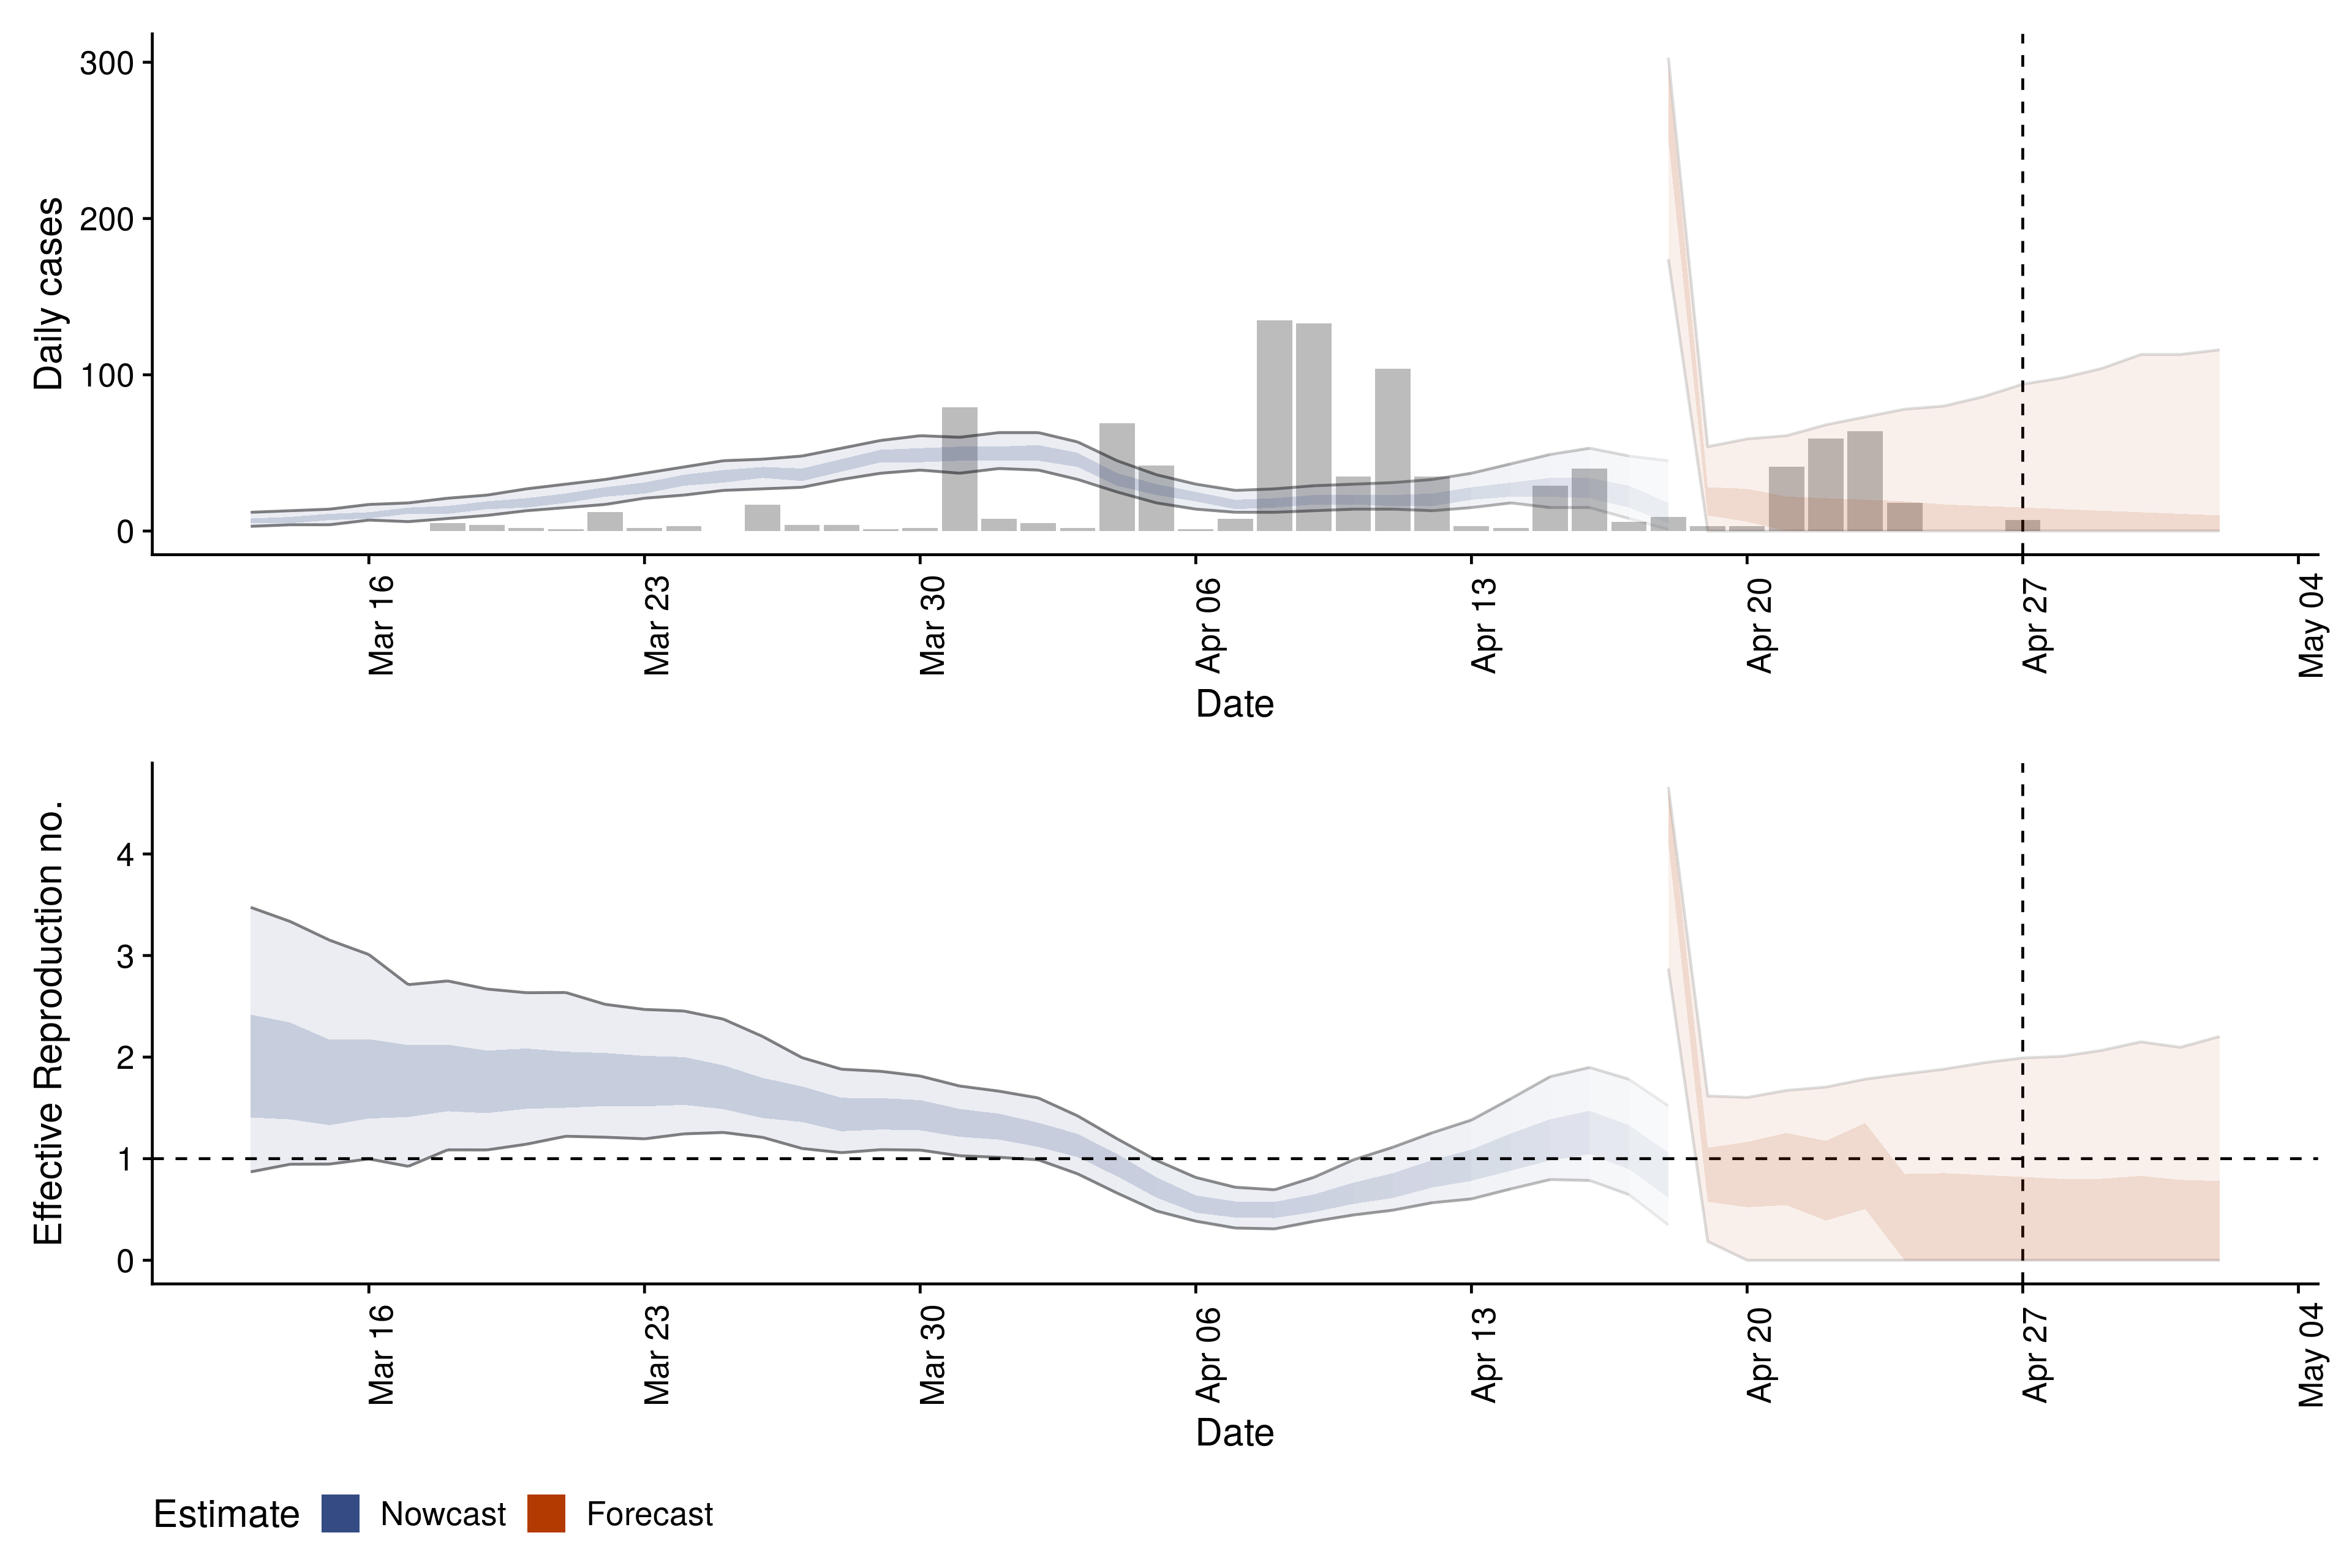 Daily cases
300
200
100
0
Mar 16
Mar 23
Mar 30
Apr 06
Apr 13
Apr 20
Apr 27
May 04
Date
Effective Reproduction no.
4
3
2
1
0
Mar 16
Mar 23
Mar 30
Apr 06
Apr 13
Apr 20
Apr 27
May 04
Date
Estimate Nowcast Forecast